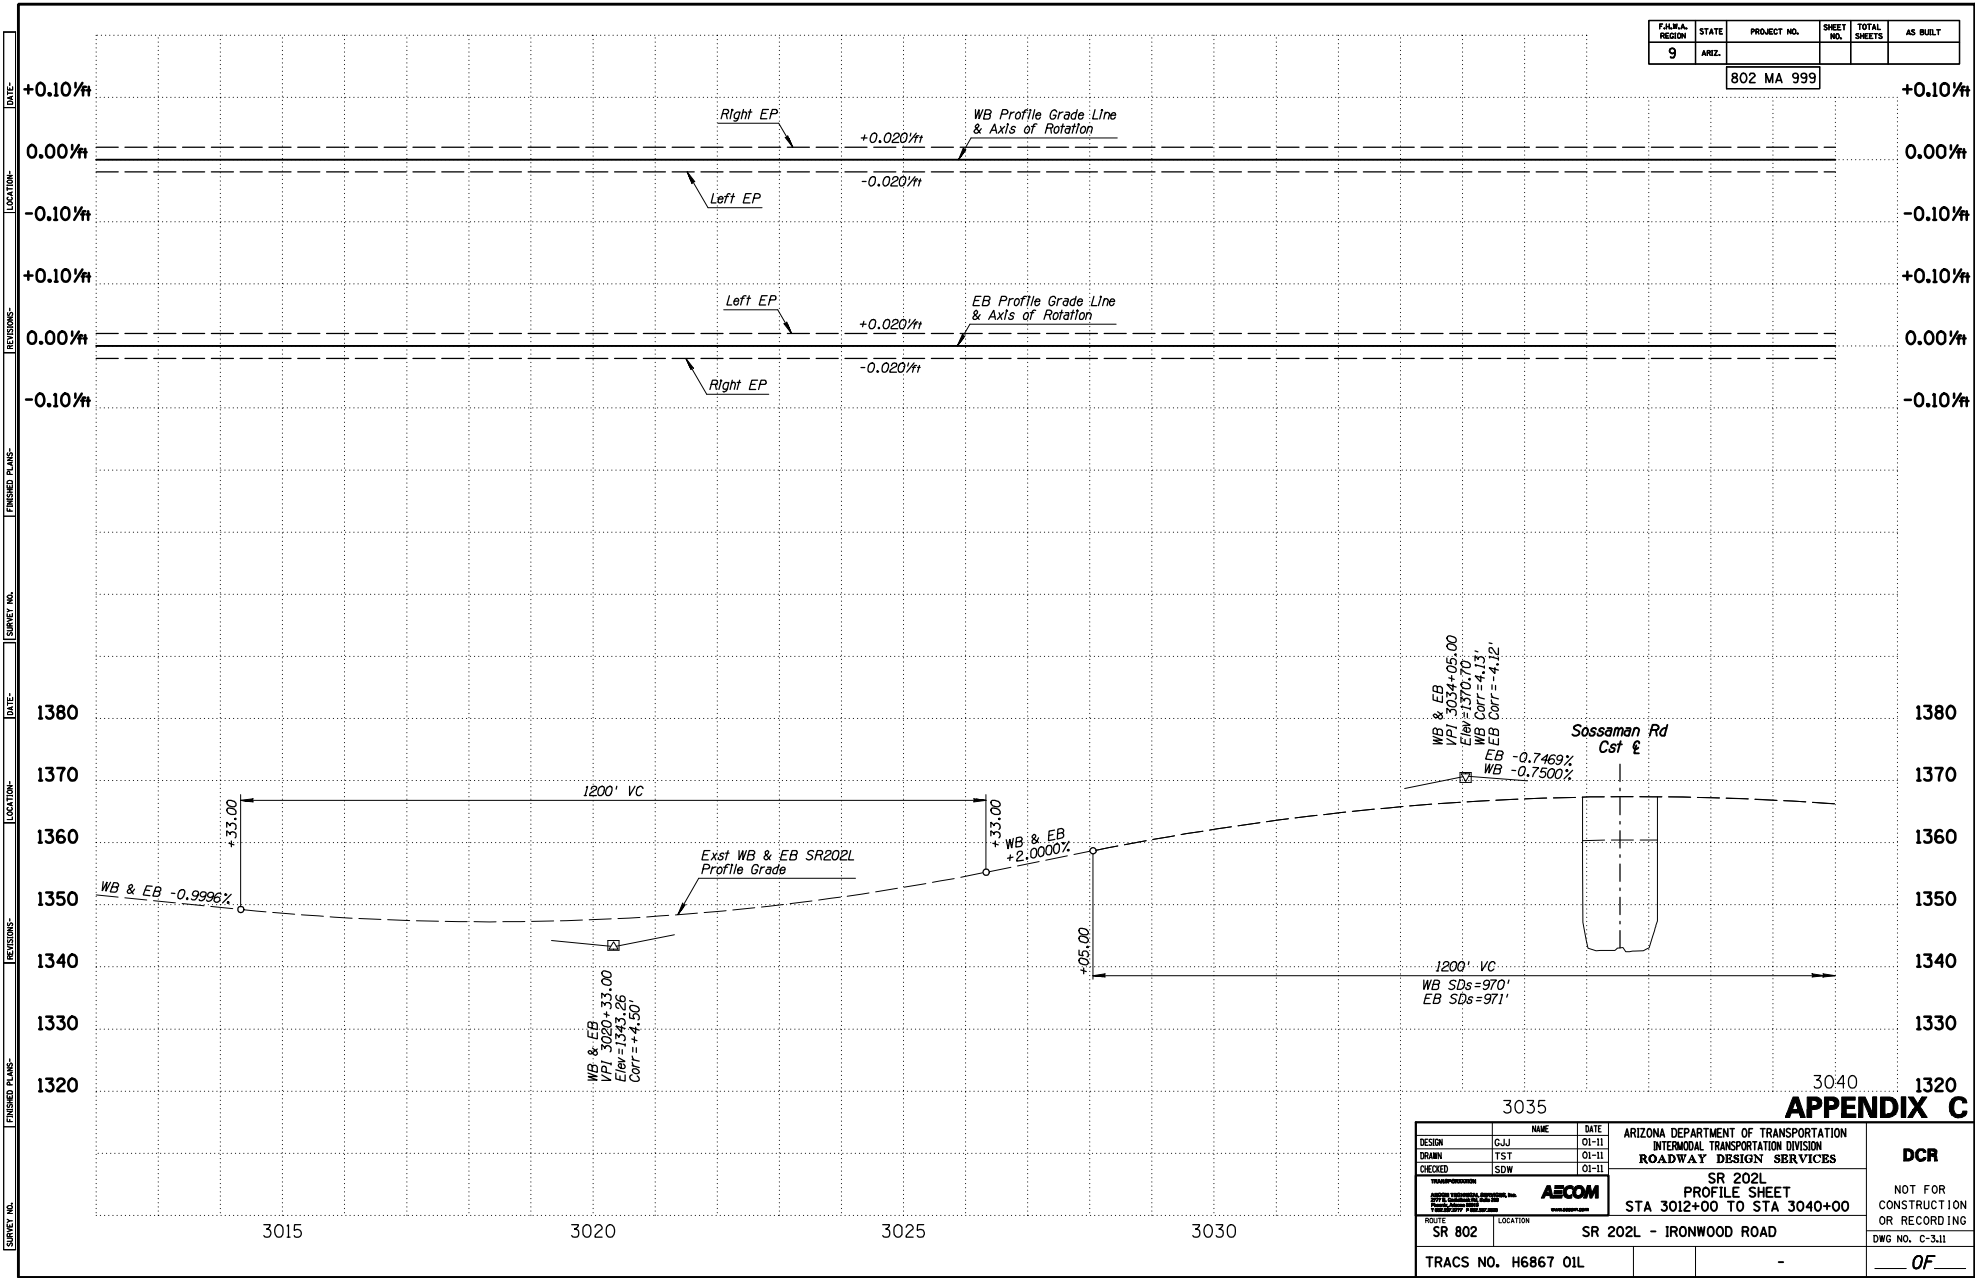 F.H.W.A. REGION
STATE
PROJECT NO.
SHEET NO.
TOTAL SHEETS
AS BUILT
9
ARIZ.
802 MA 999
+0.10'/ft
+0.10'/ft
Right EP
+0.020'/ft
WB Profile Grade Line
& Axis of Rotation
0.00'/ft
0.00'/ft
-0.020'/ft
Left EP
-0.10'/ft
-0.10'/ft
+0.10'/ft
+0.10'/ft
Left EP
+0.020'/ft
EB Profile Grade Line
& Axis of Rotation
0.00'/ft
0.00'/ft
-0.020'/ft
Right EP
-0.10'/ft
-0.10'/ft
DATE-
LOCATION-
REVISIONS-
FINISHED PLANS-
SURVEY NO.
DATE-
LOCATION-
REVISIONS-
FINISHED PLANS-
SURVEY NO.
1380
1380
1370
1370
1360
1360
1350
1350
1340
1340
1330
1330
1320
1320
WB & EB
VPI 3034+05.00
Elev=1370.70'
WB Corr=4.13'
EB Corr=-4.12'
EB -0.7469%
WB -0.7500%
Sossaman Rd
Cst ℄
1200' VC
+33.00
+33.00
WB & EB
+2.0000%
Exst WB & EB SR202L
Profile Grade
WB & EB -0.9996%
+05.00
1200' VC
WB SDs=970'
EB SDs=971'
WB & EB
VPI 3020+33.00
Elev=1343.26
Corr=+4.50'
3040
3035
3015
3020
3025
3030
APPENDIX C
NAME
DATE
DESIGN GJJ 01-11
DRAWN TST 01-11
CHECKED SDW 01-11
ARIZONA DEPARTMENT OF TRANSPORTATION
INTERMODAL TRANSPORTATION DIVISION
ROADWAY DESIGN SERVICES
DCR
AECOM
SR 202L
PROFILE SHEET
STA 3012+00 TO STA 3040+00
NOT FOR
CONSTRUCTION
OR RECORDING
ROUTE
SR 802
LOCATION
SR 202L - IRONWOOD ROAD
DWG NO. C-3.11
TRACS NO. H6867 01L
-
OF